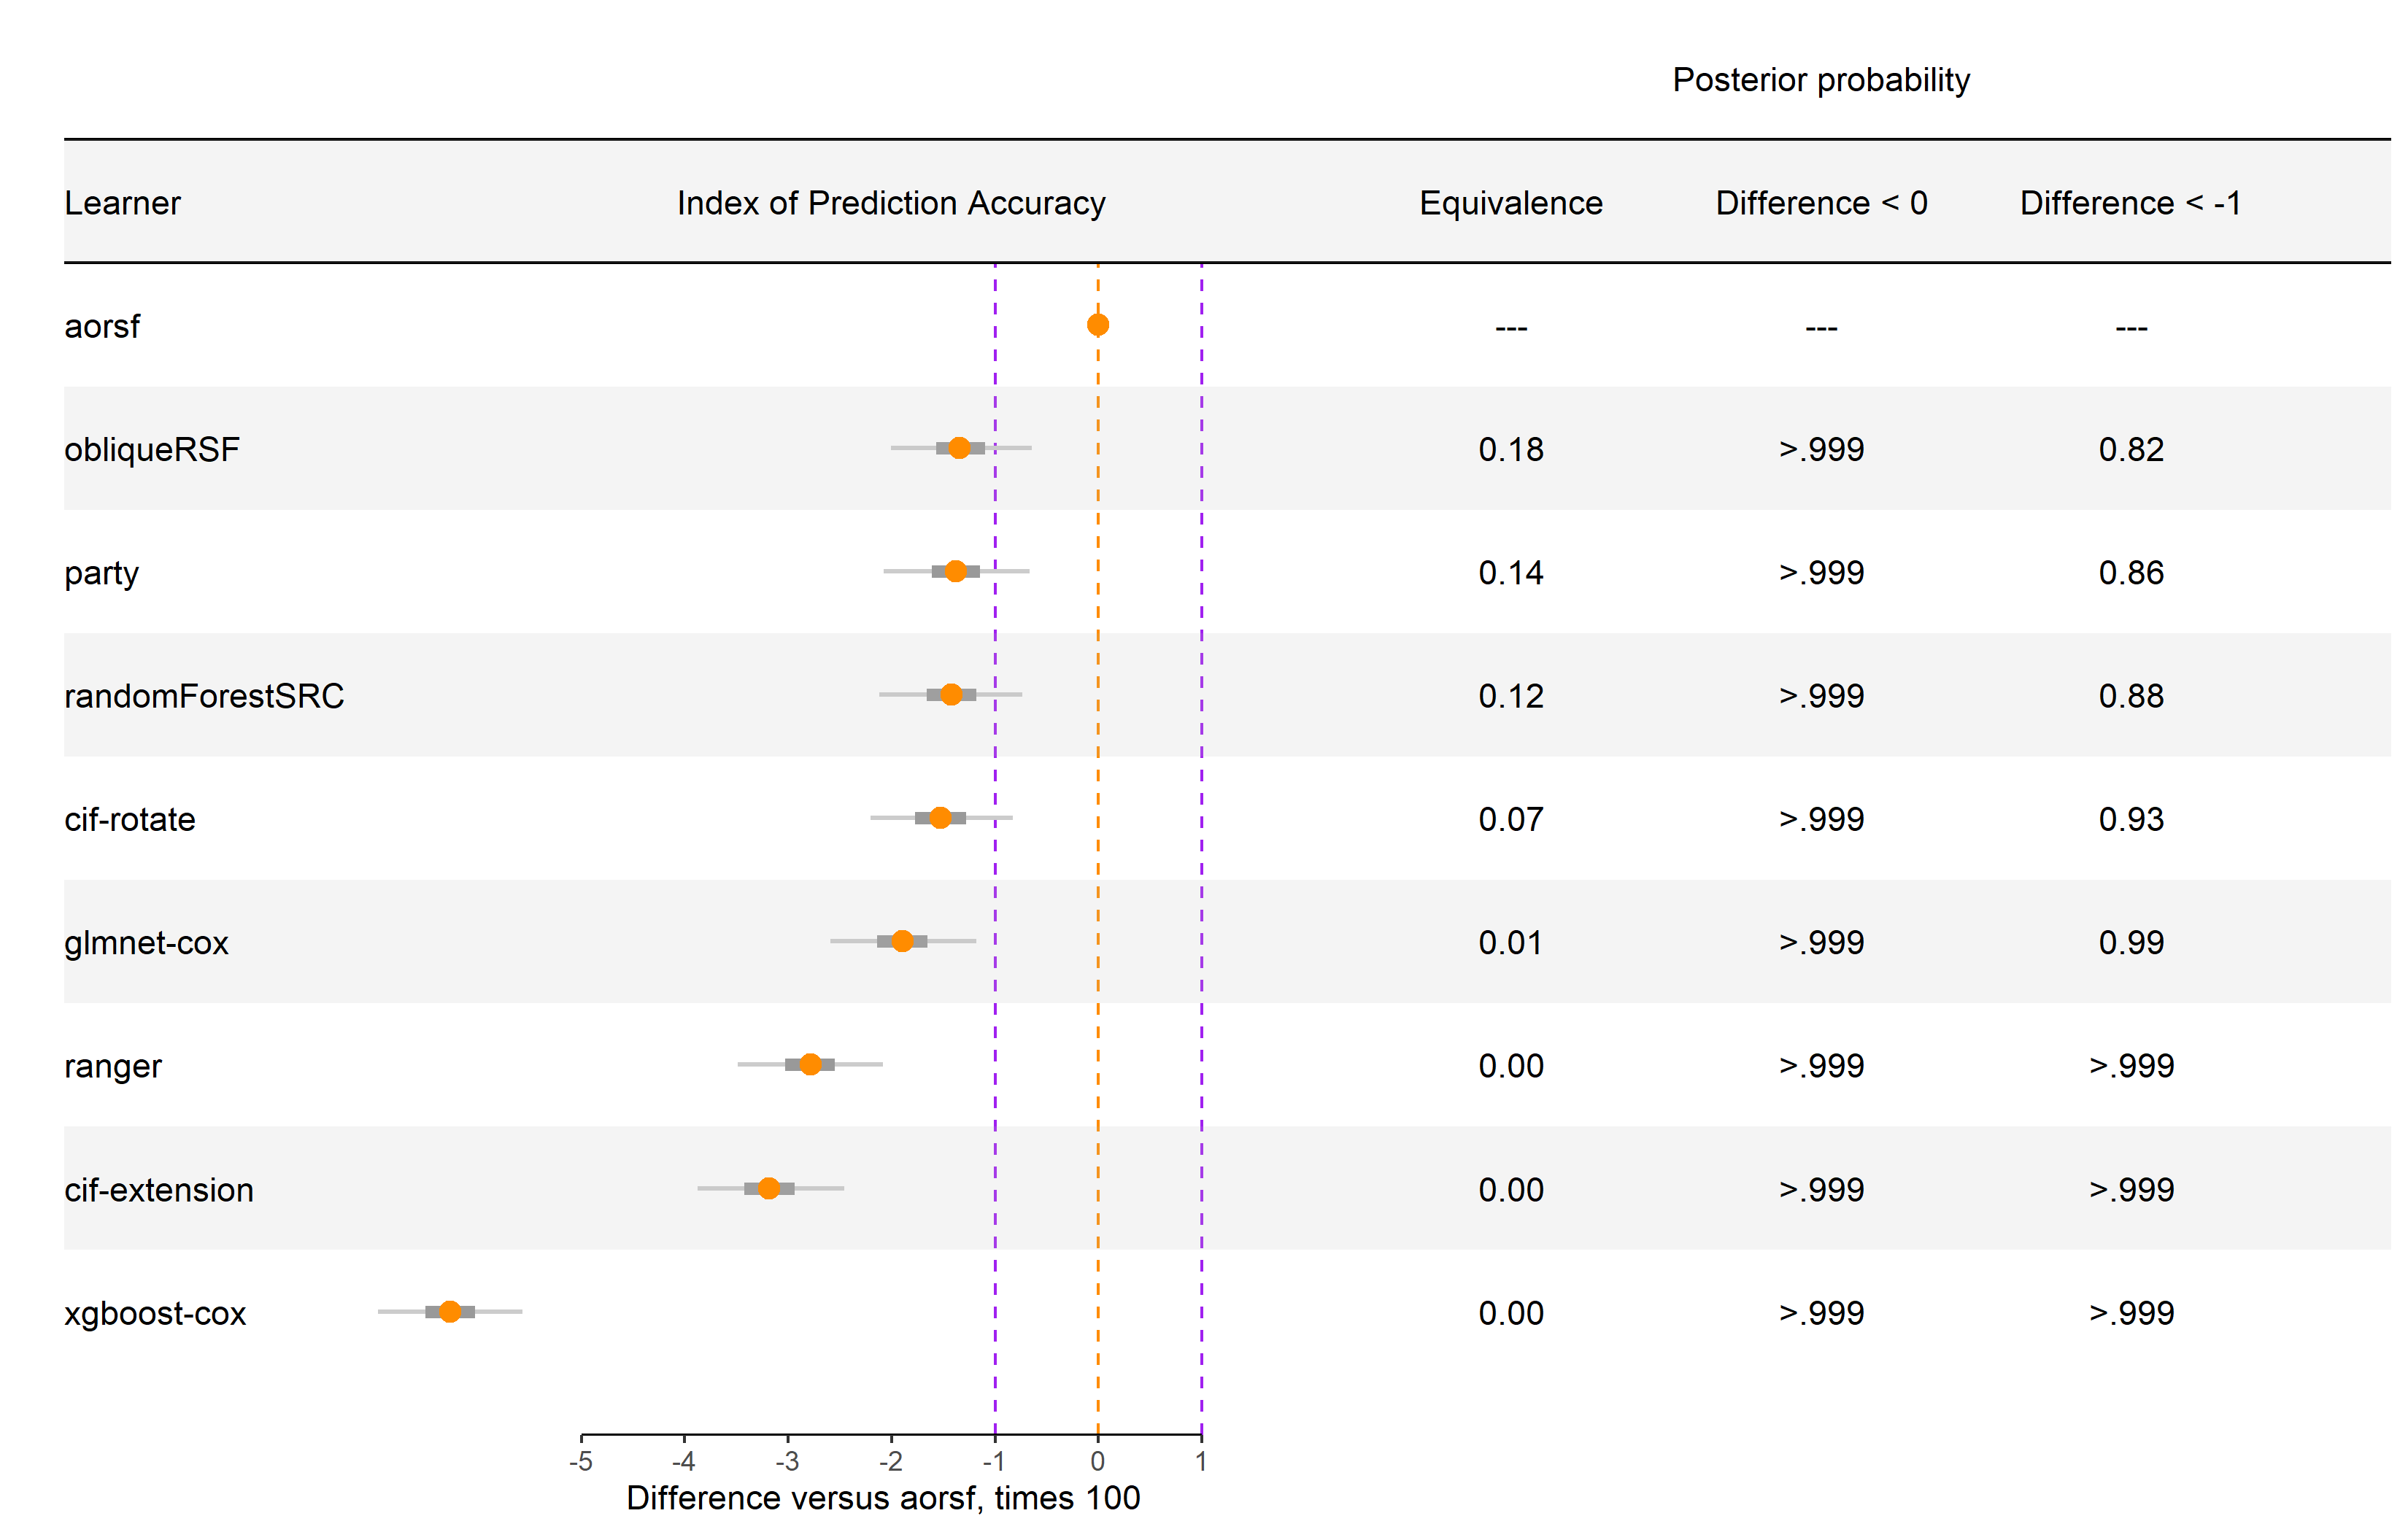 Posterior probability
Learner Index of Prediction Accuracy Equivalence Difference < 0 Difference < -1
aorsf --- --- ---
obliqueRSF 0.18 >.999 0.82
party 0.14 >.999 0.86
randomForestSRC 0.12 >.999 0.88
cif-rotate 0.07 >.999 0.93
glmnet-cox 0.01 >.999 0.99
ranger 0.00 >.999 >.999
cif-extension 0.00 >.999 >.999
xgboost-cox 0.00 >.999 >.999
-5 -4 -3 -2 -1 0 1
Difference versus aorsf, times 100